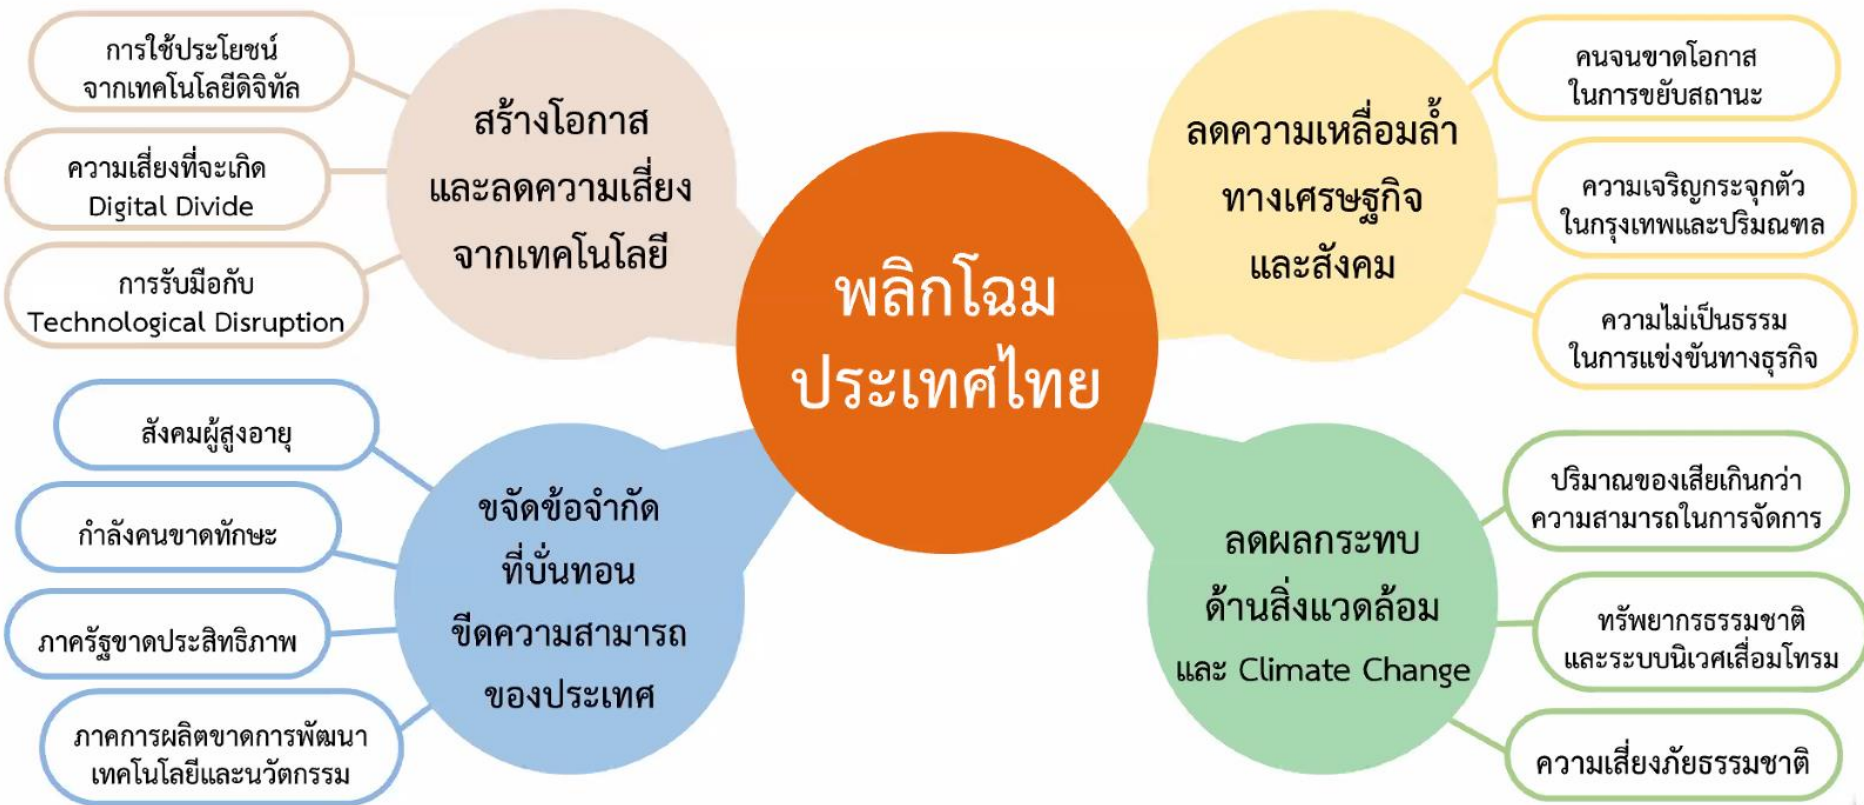 การใช้ประโยชน์
จากเทคโนโลยีดิจิทัล
ความเสี่ยงที่จะเกิด
Digital Divide
การรับมือกับ
Technological Disruption
สร้างโอกาส
และลดความเสี่ยง
จากเทคโนโลยี
พลิกโฉม
ประเทศไทย
ลดความเหลื่อมล้ำ
ทางเศรษฐกิจ
และสังคม
คนจนขาดโอกาส
ในการขยับสถานะ
ความเจริญกระจุกตัว
ในกรุงเทพและปริมณฑล
ความไม่เป็นธรรม
ในการแข่งขันทางธุรกิจ
สังคมผู้สูงอายุ
กำลังคนขาดทักษะ
ภาครัฐขาดประสิทธิภาพ
ภาคการผลิตขาดการพัฒนา
เทคโนโลยีและนวัตกรรม
ขจัดข้อจำกัด
ที่บั่นทอน
ขีดความสามารถ
ของประเทศ
ลดผลกระทบ
ด้านสิ่งแวดล้อม
และ Climate Change
ปริมาณของเสียเกินกว่า
ความสามารถในการจัดการ
ทรัพยากรธรรมชาติ
และระบบนิเวศเสื่อมโทรม
ความเสี่ยงภัยธรรมชาติ